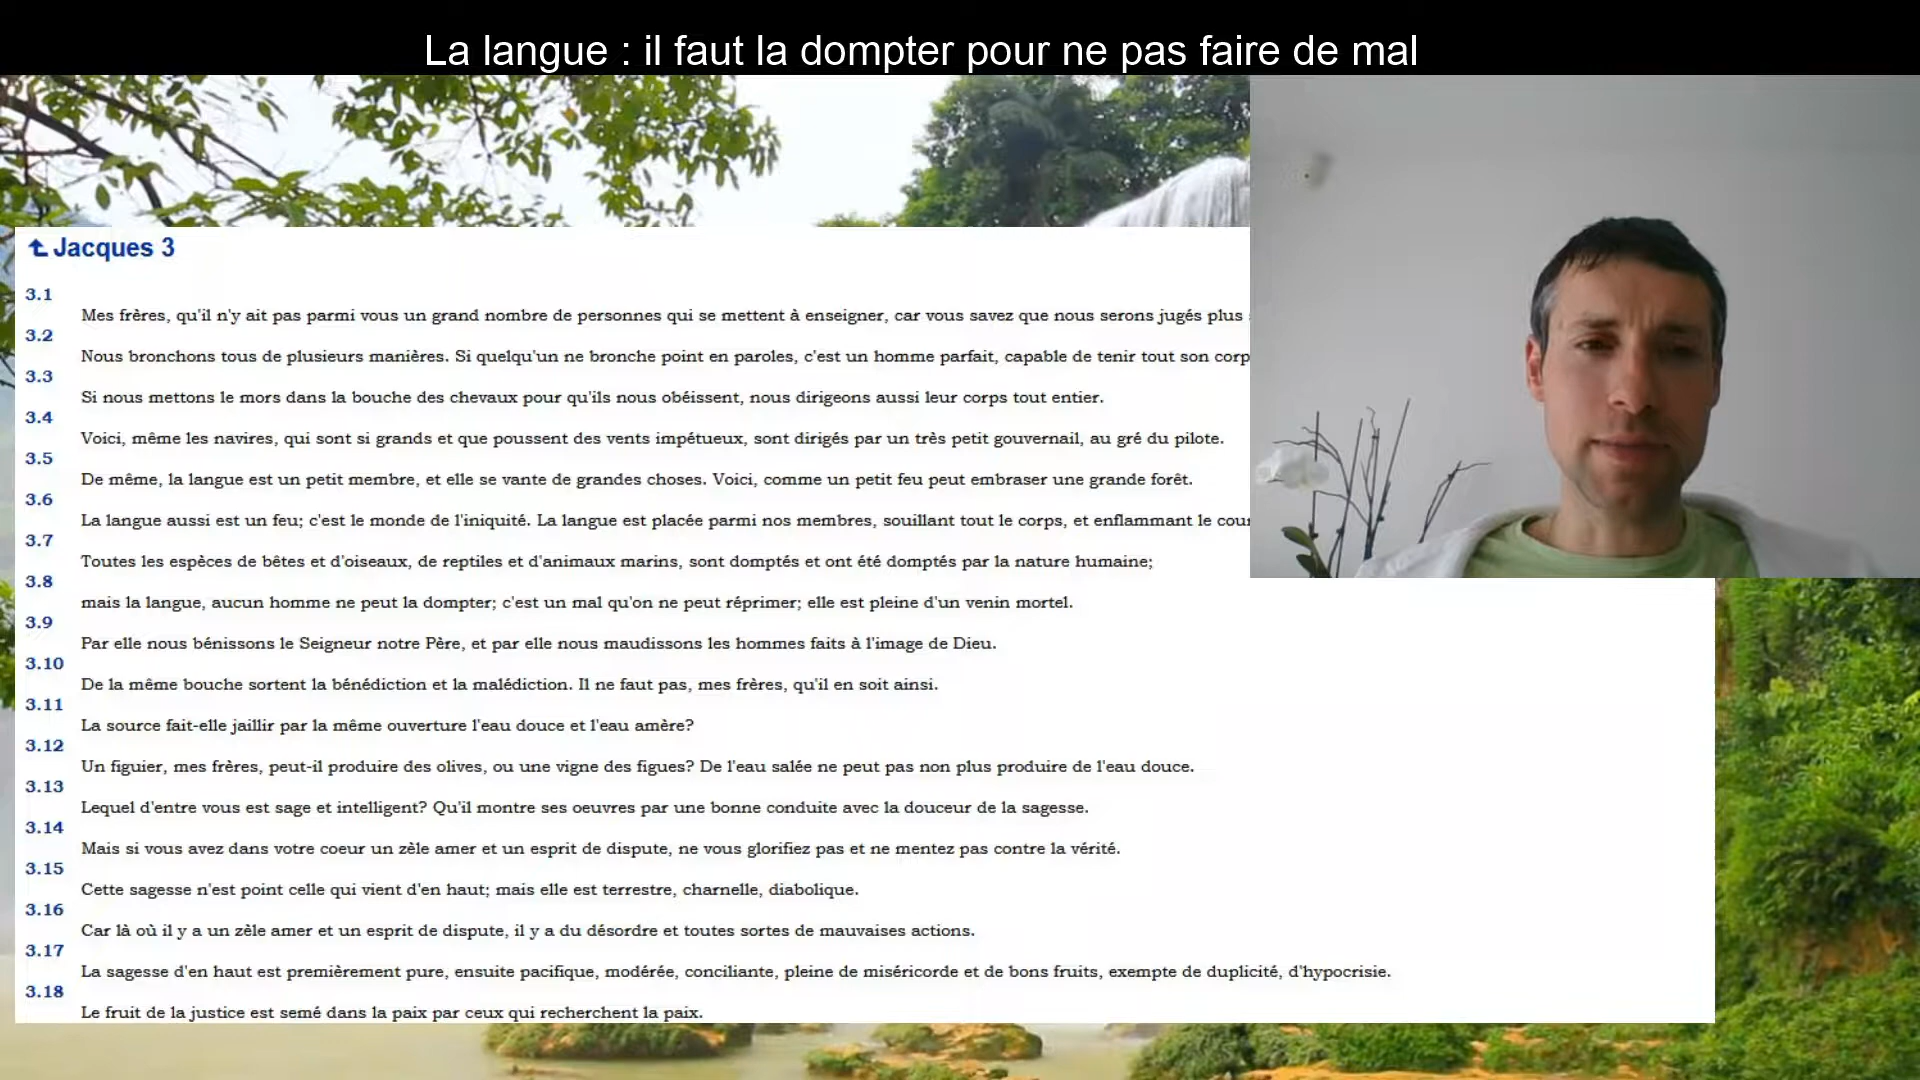 La langue : il faut la dompter pour ne pas faire de mal
Jacques 3
3.1
Mes frères, qu'il n'y ait pas parmi vous un grand nombre de personnes qui se mettent à enseigner, car vous savez que nous serons jugés plus
3.2
Nous bronchons tous de plusieurs manières. Si quelqu'un ne bronche point en paroles, c'est un homme parfait, capable de tenir tout son corp
3.3
Si nous mettons le mors dans la bouche des chevaux pour qu'ils nous obéissent, nous dirigeons aussi leur corps tout entier.
3.4
Voici, même les navires, qui sont si grands et que poussent des vents impétueux, sont dirigés par un très petit gouvernail, au gré du pilote.
3.5
De même, la langue est un petit membre, et elle se vante de grandes choses. Voici, comme un petit feu peut embraser une grande forêt.
3.6
La langue aussi est un feu; c'est le monde de l'iniquité. La langue est placée parmi nos membres, souillant tout le corps, et enflammant le cour
3.7
Toutes les espèces de bêtes et d'oiseaux, de reptiles et d'animaux marins, sont domptés et ont été domptés par la nature humaine;
3.8
mais la langue, aucun homme ne peut la dompter; c'est un mal qu'on ne peut réprimer; elle est pleine d'un venin mortel.
3.9
Par elle nous bénissons le Seigneur notre Père, et par elle nous maudissons les hommes faits à l'image de Dieu.
3.10
De la même bouche sortent la bénédiction et la malédiction. Il ne faut pas, mes frères, qu'il en soit ainsi.
3.11
La source fait-elle jaillir par la même ouverture l'eau douce et l'eau amère?
3.12
Un figuier, mes frères, peut-il produire des olives, ou une vigne des figues? De l'eau salée ne peut pas non plus produire de l'eau douce.
3.13
Lequel d'entre vous est sage et intelligent? Qu'il montre ses oeuvres par une bonne conduite avec la douceur de la sagesse.
3.14
Mais si vous avez dans votre coeur un zèle amer et un esprit de dispute, ne vous glorifiez pas et ne mentez pas contre la vérité.
3.15
Cette sagesse n'est point celle qui vient d'en haut; mais elle est terrestre, charnelle, diabolique.
3.16
Car là où il y a un zèle amer et un esprit de dispute, il y a du désordre et toutes sortes de mauvaises actions.
3.17
La sagesse d'en haut est premièrement pure, ensuite pacifique, modérée, conciliante, pleine de miséricorde et de bons fruits, exempte de duplicité, d'hypocrisie.
3.18
Le fruit de la justice est semé dans la paix par ceux qui recherchent la paix.